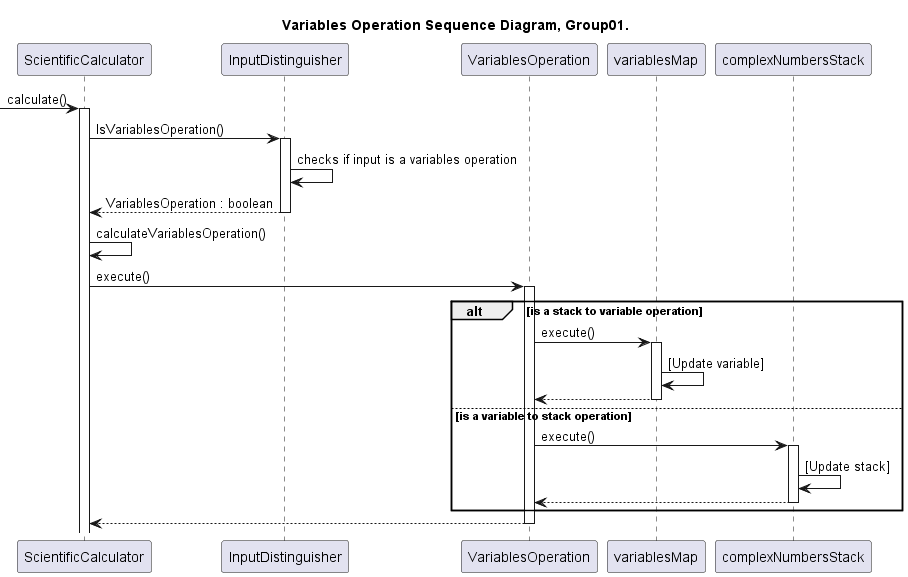 Variables Operation Sequence Diagram, Group01.
ScientificCalculator
InputDistinguisher
VariablesOperation
variablesMap
complexNumbersStack
calculate()
IsVariablesOperation()
checks if input is a variables operation
VariablesOperation : boolean
calculateVariablesOperation()
execute()
alt
[is a stack to variable operation]
execute()
[Update variable]
[is a variable to stack operation]
execute()
[Update stack]
ScientificCalculator
InputDistinguisher
VariablesOperation
variablesMap
complexNumbersStack